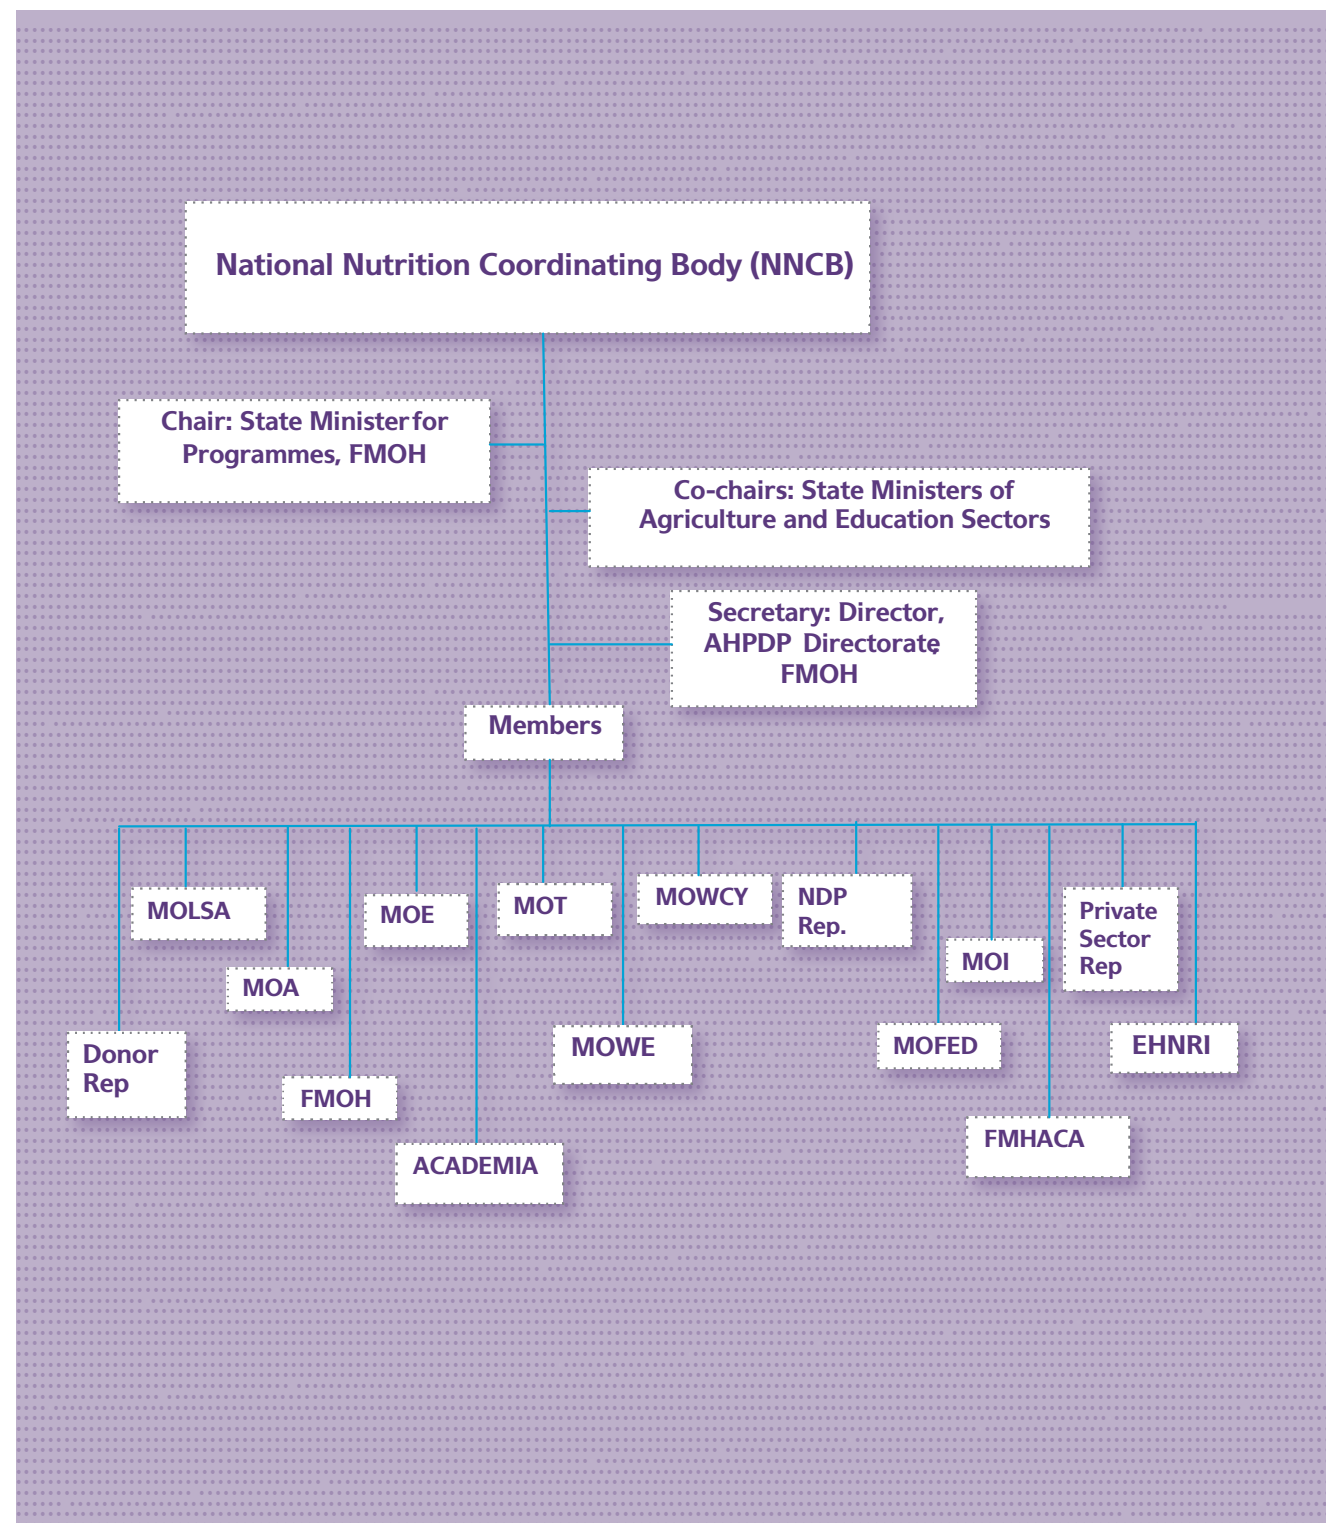 National Nutrition Coordinating Body (NNCB)
Chair: State Minister for
Programmes, FMOH
Co-chairs: State Ministers of
Agriculture and Education Sectors
Secretary: Director,
AHPDP Directorate,
FMOH
Members
MOLSA
MOE
MOT
MOWCY
NDP
Rep.
Private
Sector
Rep
MOA
MOI
Donor
Rep
FMOH
MOWE
MOFED
EHNRI
ACADEMIA
FMHACA